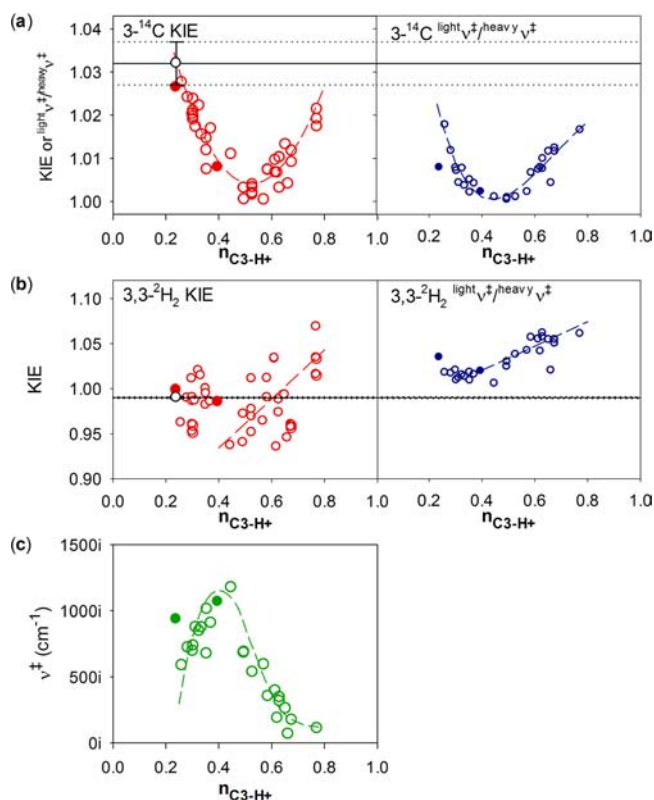 (a)
3-¹⁴C KIE
3-¹⁴C ˡⁱᵍʰᵗν‡/ʰᵉᵃᵛʸν‡
KIE or ˡⁱᵍʰᵗν‡/ʰᵉᵃᵛʸν‡
1.04
1.03
1.02
1.01
1.00
0.0 0.2 0.4 0.6 0.8 1.0 0.2 0.4 0.6 0.8 1.0
nC3-H+ nC3-H+
(b)
3,3-²H₂ KIE
3,3-²H₂ ˡⁱᵍʰᵗν‡/ʰᵉᵃᵛʸν‡
KIE
1.10
1.05
1.00
0.95
0.90
0.0 0.2 0.4 0.6 0.8 1.0 0.2 0.4 0.6 0.8 1.0
nC3-H+ nC3-H+
(c)
ν‡ (cm⁻¹)
1500i
1000i
500i
0i
0.0 0.2 0.4 0.6 0.8 1.0
nC3-H+